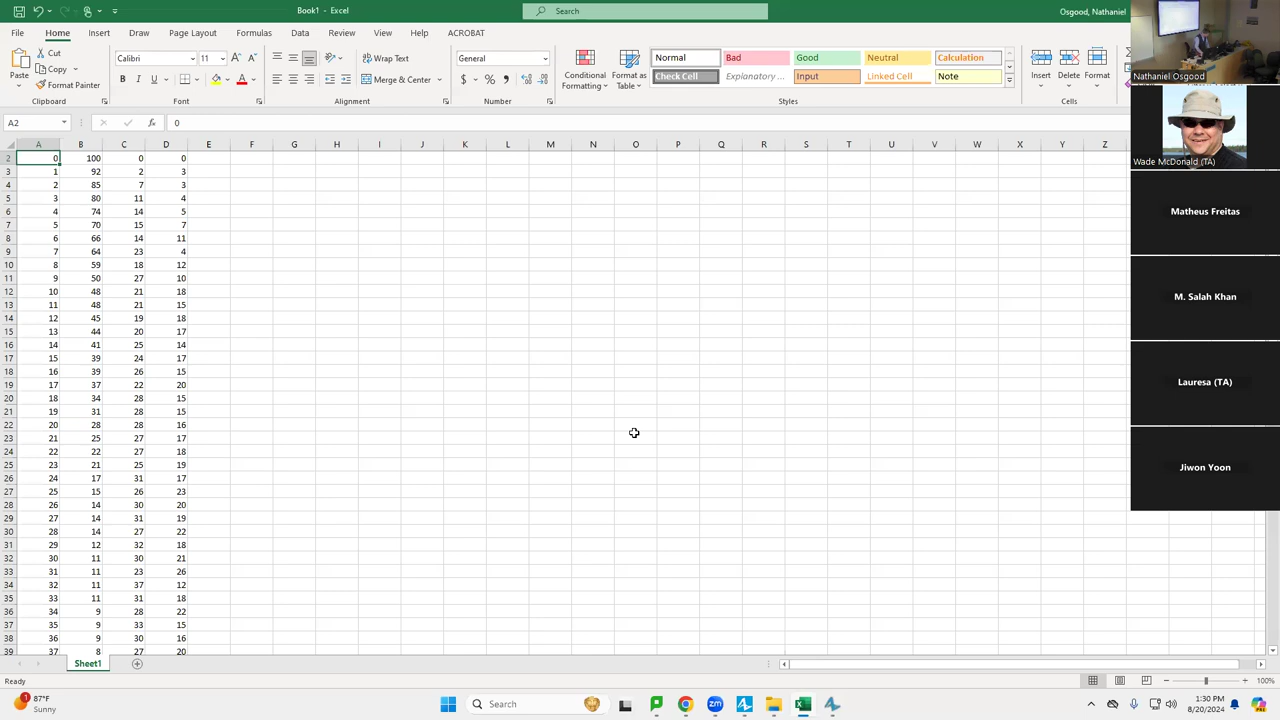 Book1 - Excel
Search
Osgood, Nathaniel
File Home Insert Draw Page Layout Formulas Data Review View Help ACROBAT
Paste
Cut
Copy
Format Painter
Clipboard
Calibri 11
B I U
Font
Wrap Text
Merge & Center
Alignment
General
$ % 9
Number
Conditional Formatting
Format as Table
Normal Bad Good Neutral Calculation
Check Cell Explanatory ... Input Linked Cell Note
Styles
Insert Delete Format
Cells
A2 fx 0
A B C D E F G H I J K L M N O P Q R S T U V W X Y Z
2 0 100 0 0
3 1 92 2 3
4 2 85 7 3
5 3 80 11 4
6 4 74 14 5
7 5 70 15 7
8 6 66 14 11
9 7 64 23 4
10 8 59 18 12
11 9 50 27 10
12 10 48 21 18
13 11 48 21 15
14 12 45 19 18
15 13 44 20 17
16 14 41 25 14
17 15 39 24 17
18 16 39 26 15
19 17 37 22 20
20 18 34 28 15
21 19 31 28 15
22 20 28 28 16
23 21 25 27 17
24 22 22 27 18
25 23 21 25 19
26 24 17 31 17
27 25 15 26 23
28 26 14 30 20
29 27 14 31 19
30 28 14 27 22
31 29 12 32 18
32 30 11 30 21
33 31 11 23 26
34 32 11 37 12
35 33 11 31 18
36 34 9 28 22
37 35 9 33 15
38 36 9 30 16
39 37 8 27 20
Sheet1
Ready
100%
Nathaniel Osgood
Wade McDonald (TA)
Matheus Freitas
M. Salah Khan
Lauresa (TA)
Jiwon Yoon
1
87°F
Sunny
Search
zm
1:30 PM
8/20/2024